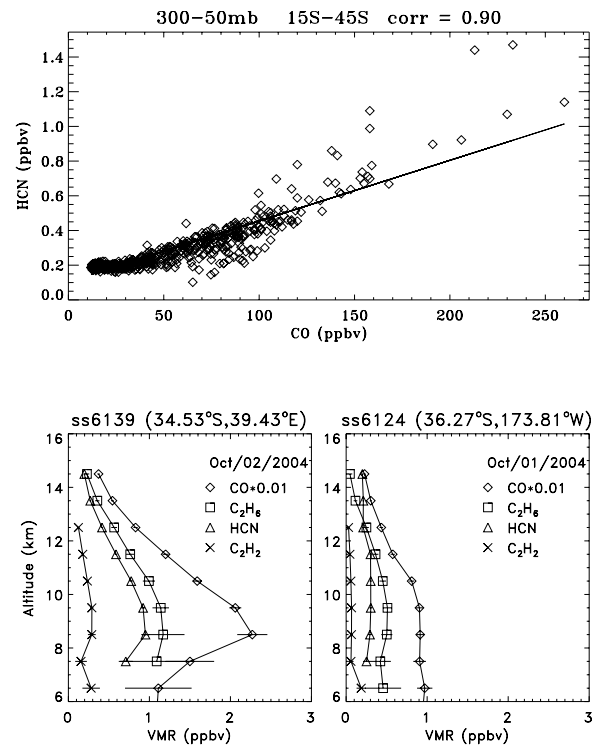 300-50mb 15S-45S corr = 0.90
HCN (ppbv)
1.4
1.2
1.0
0.8
0.6
0.4
0.2
0.0
0 50 100 150 200 250
CO (ppbv)
ss6139 (34.53°S,39.43°E)
Altitude (km)
16
14
12
10
8
6
Oct/02/2004
CO*0.01
C₂H₆
HCN
C₂H₂
0 1 2 3
VMR (ppbv)
ss6124 (36.27°S,173.81°W)
16
14
12
10
8
6
Oct/01/2004
CO*0.01
C₂H₆
HCN
C₂H₂
0 1 2 3
VMR (ppbv)